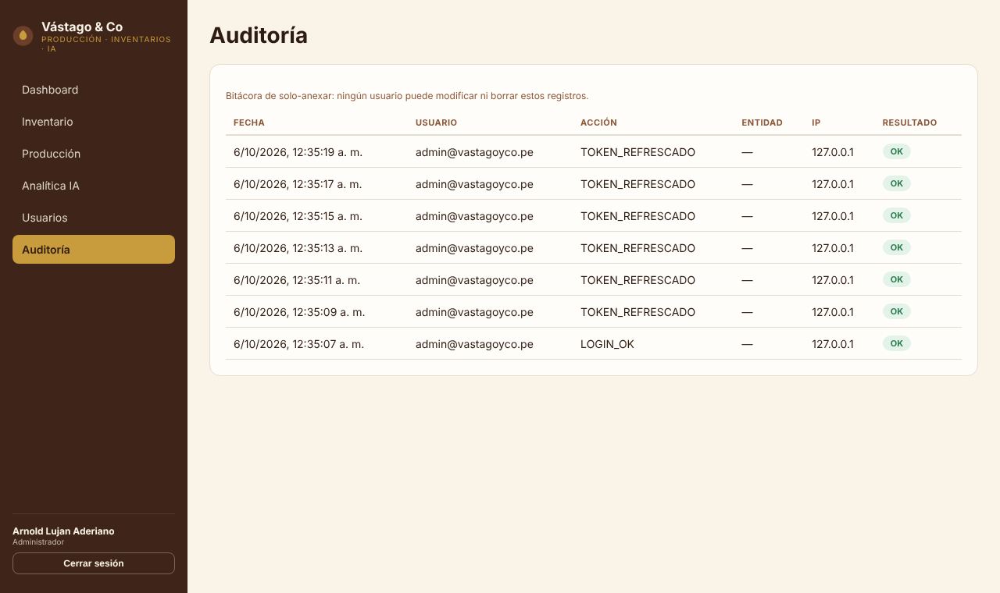 Vástago & Co
PRODUCCIÓN · INVENTARIOS
· IA
Dashboard
Inventario
Producción
Analítica IA
Usuarios
Auditoría
Arnold Lujan Aderiano
Administrador
Cerrar sesión
Auditoría
Bitácora de solo-anexar: ningún usuario puede modificar ni borrar estos registros.
FECHA USUARIO ACCIÓN ENTIDAD IP RESULTADO
6/10/2026, 12:35:19 a. m. admin@vastagoyco.pe TOKEN_REFRESCADO — 127.0.0.1 OK
6/10/2026, 12:35:17 a. m. admin@vastagoyco.pe TOKEN_REFRESCADO — 127.0.0.1 OK
6/10/2026, 12:35:15 a. m. admin@vastagoyco.pe TOKEN_REFRESCADO — 127.0.0.1 OK
6/10/2026, 12:35:13 a. m. admin@vastagoyco.pe TOKEN_REFRESCADO — 127.0.0.1 OK
6/10/2026, 12:35:11 a. m. admin@vastagoyco.pe TOKEN_REFRESCADO — 127.0.0.1 OK
6/10/2026, 12:35:09 a. m. admin@vastagoyco.pe TOKEN_REFRESCADO — 127.0.0.1 OK
6/10/2026, 12:35:07 a. m. admin@vastagoyco.pe LOGIN_OK — 127.0.0.1 OK